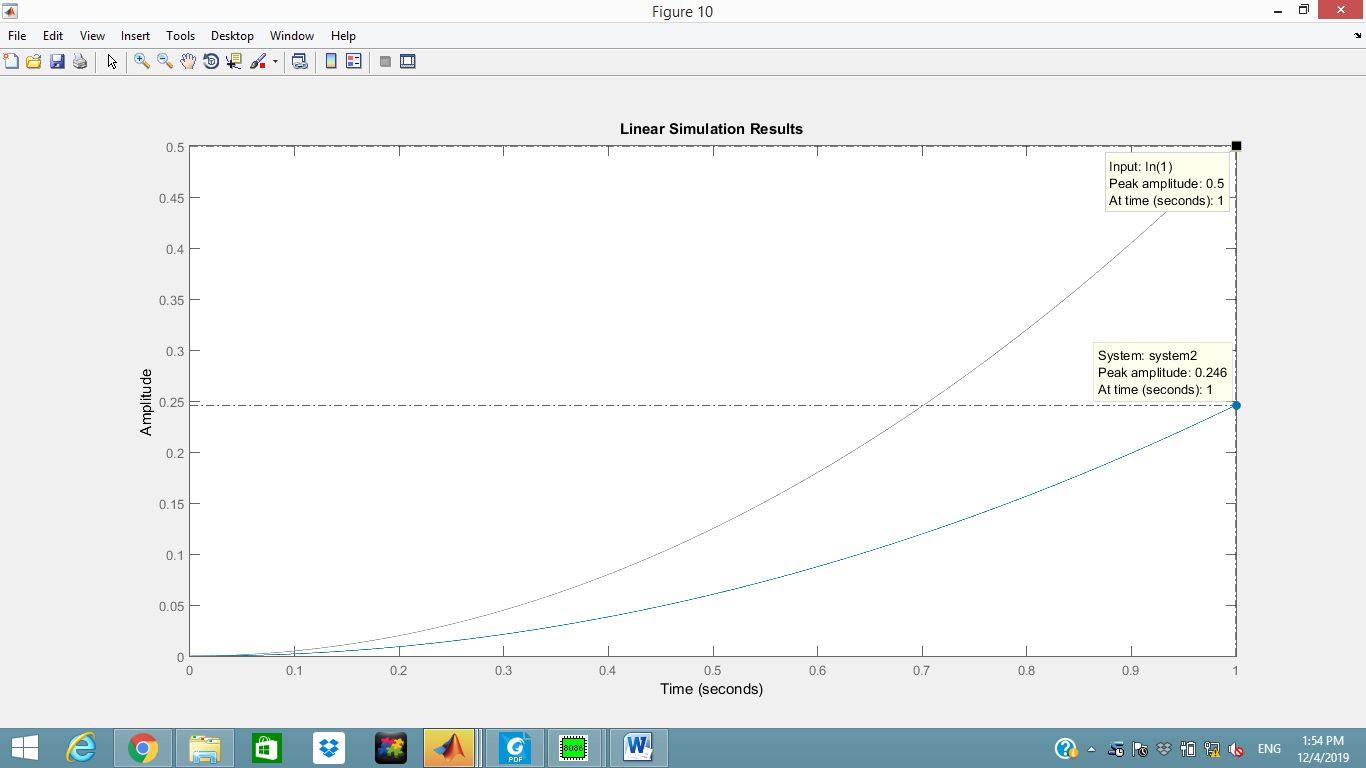 Figure 10
File Edit View Insert Tools Desktop Window Help
Linear Simulation Results
Input: In(1)
Peak amplitude: 0.5
At time (seconds): 1
System: system2
Peak amplitude: 0.246
At time (seconds): 1
Amplitude
0.5
0.45
0.4
0.35
0.3
0.25
0.2
0.15
0.1
0.05
0
0 0.1 0.2 0.3 0.4 0.5 0.6 0.7 0.8 0.9 1
Time (seconds)
PDF
8086
W
ENG
1:54 PM
12/4/2019